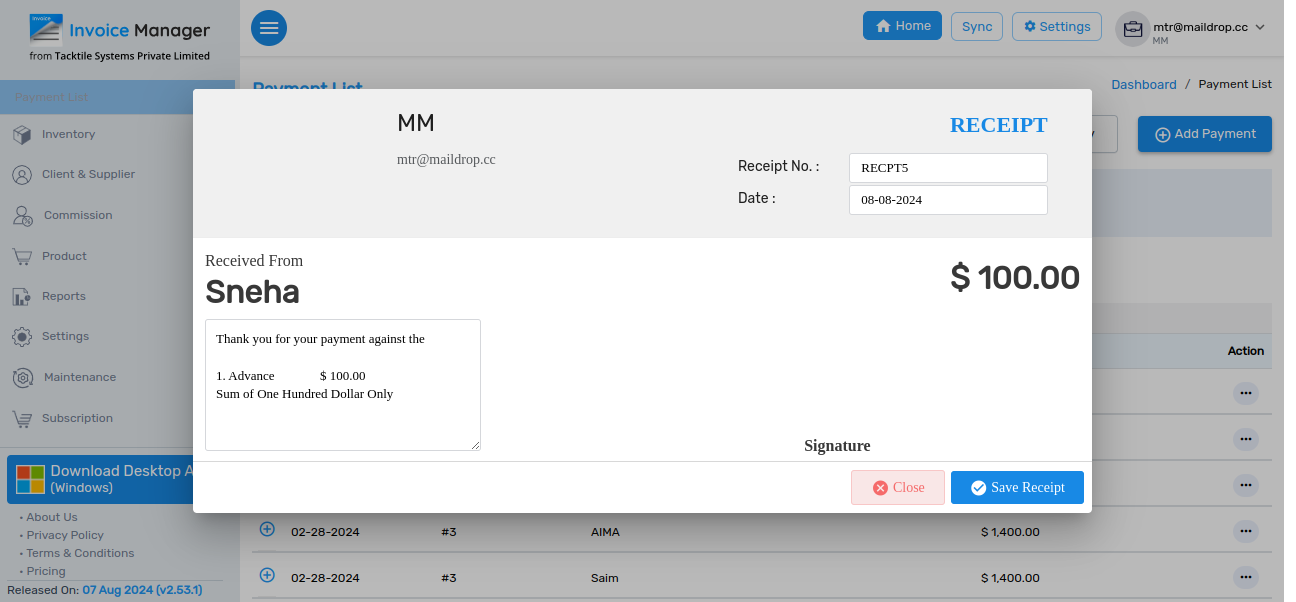 Invoice
Invoice Manager
from Tacktile Systems Private Limited
Home
Sync
Settings
mtr@maildrop.cc
MM
Payment List
Payment List
Dashboard / Payment List
Inventory
Client & Supplier
Commission
Product
Reports
Settings
Maintenance
Subscription
Download Desktop A
(Windows)
• About Us
• Privacy Policy
• Terms & Conditions
• Pricing
Released On: 07 Aug 2024 (v2.53.1)
Add Payment
MM
RECEIPT
mtr@maildrop.cc
Receipt No. : RECPT5
Date : 08-08-2024
Received From
Sneha
$ 100.00
Thank you for your payment against the
1. Advance $ 100.00
Sum of One Hundred Dollar Only
Signature
Close
Save Receipt
Action
02-28-2024 #3 AIMA $ 1,400.00
02-28-2024 #3 Saim $ 1,400.00